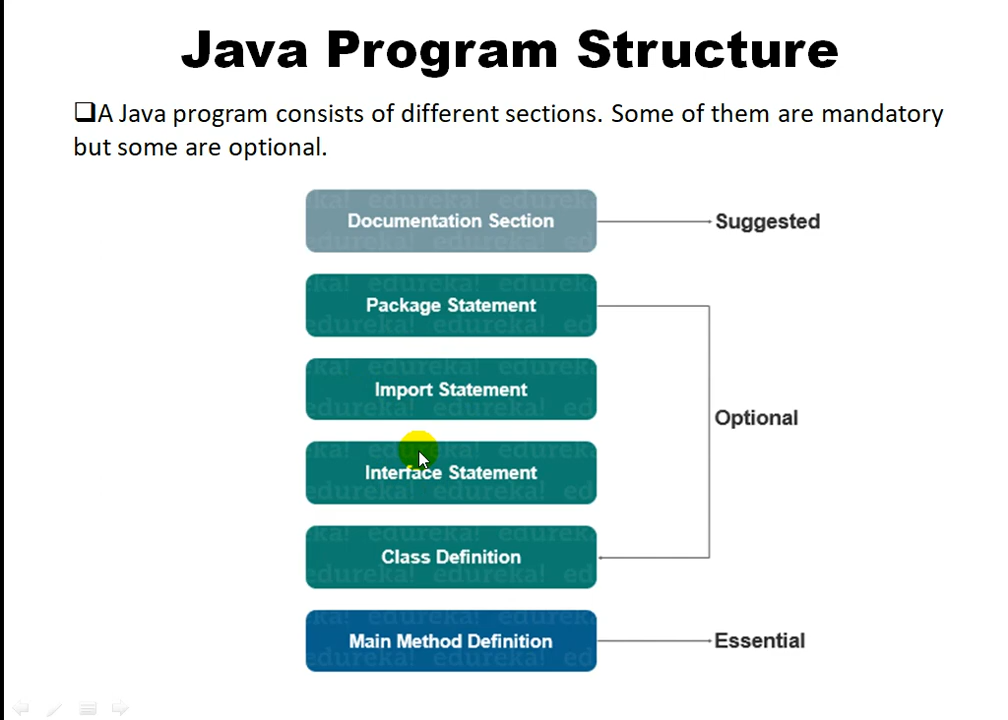 Java Program Structure
❑A Java program consists of different sections. Some of them are mandatory
but some are optional.
Documentation Section
Suggested
Package Statement
Import Statement
Optional
Interface Statement
Class Definition
Main Method Definition
Essential
edureka!